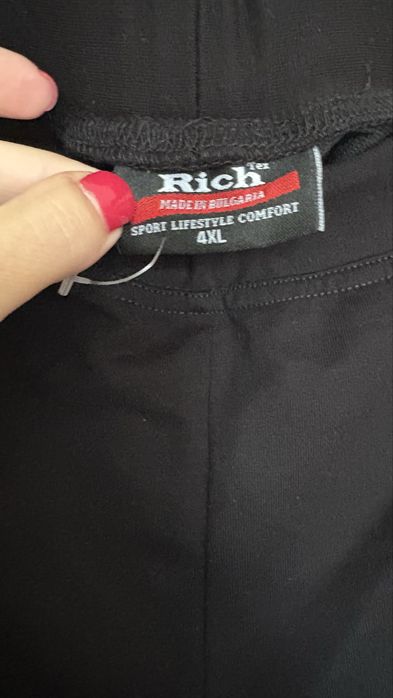 Rich Tex
MADE IN BULGARIA
SPORT LIFESTYLE COMFORT
4XL